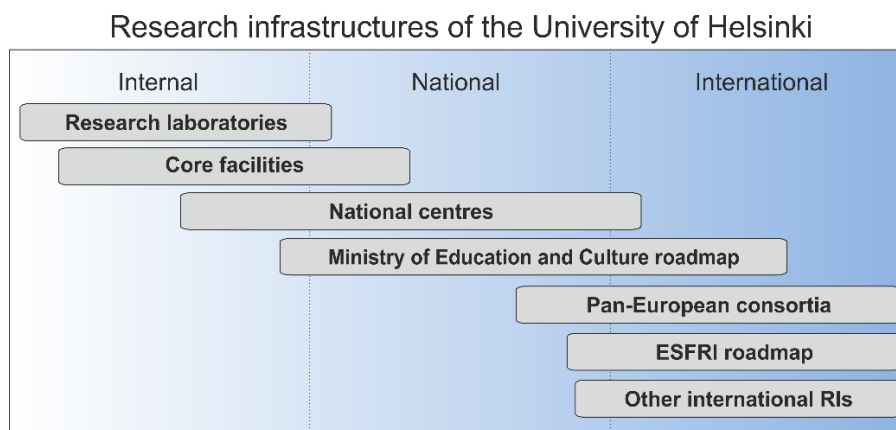 Research infrastructures of the University of Helsinki
Internal National International
Research laboratories
Core facilities
National centres
Ministry of Education and Culture roadmap
Pan-European consortia
ESFRI roadmap
Other international RIs